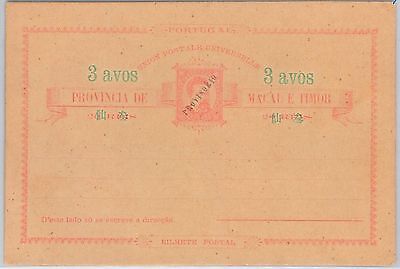 PORTUGAL
UNION POSTALE UNIVERSELLE
3 avos 3 avos
PROVISORIO
PROVINCIA DE MACAU E TIMOR
D'este lado só se escreve a direcção.
BILHETE POSTAL